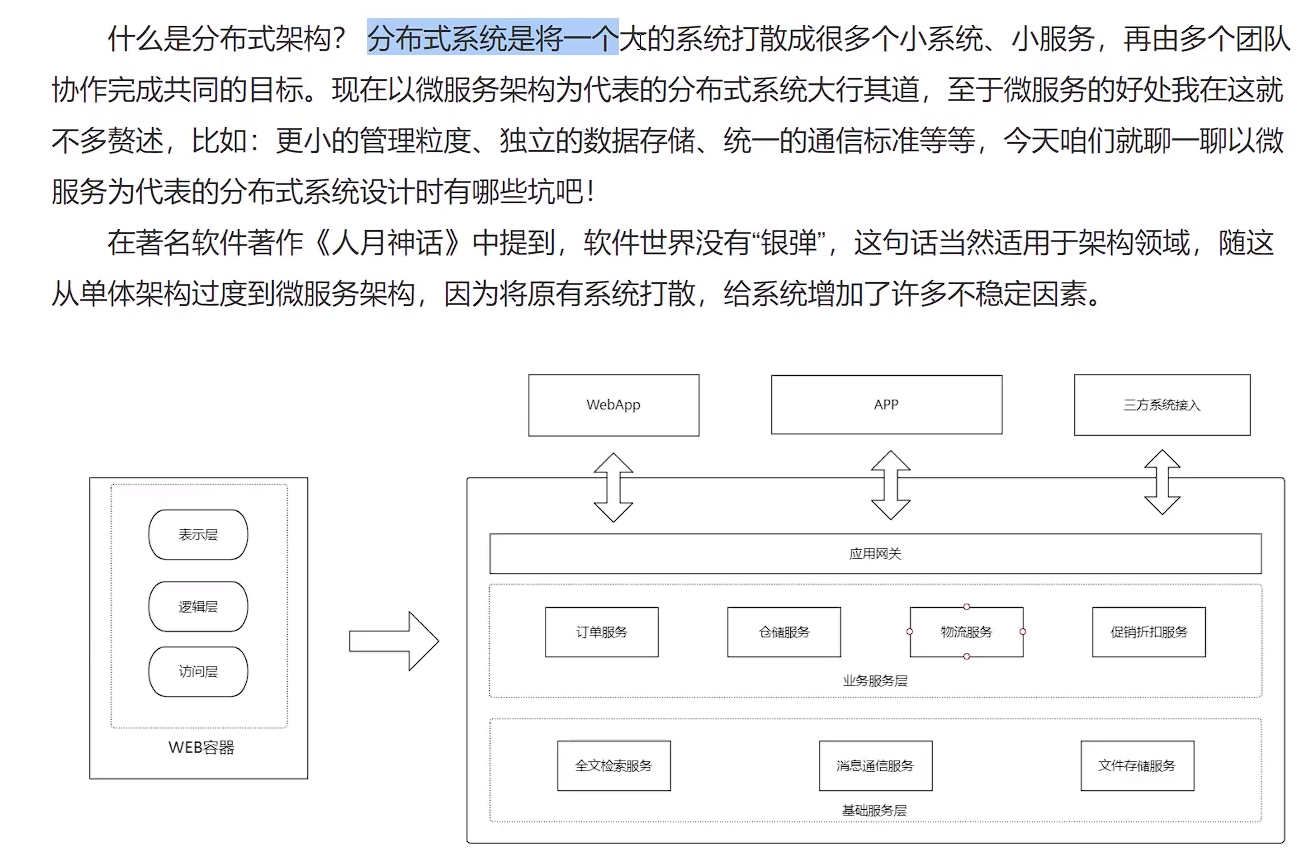 什么是分布式架构？ 分布式系统是将一个大的系统打散成很多个小系统、小服务，再由多个团队
协作完成共同的目标。现在以微服务架构为代表的分布式系统大行其道，至于微服务的好处我在这就
不多赘述，比如：更小的管理粒度、独立的数据存储、统一的通信标准等等，今天咱们就聊一聊以微
服务为代表的分布式系统设计时有哪些坑吧！
在著名软件著作《人月神话》中提到，软件世界没有“银弹”，这句话当然适用于架构领域，随这
从单体架构过度到微服务架构，因为将原有系统打散，给系统增加了许多不稳定因素。
WebApp
APP
三方系统接入
表示层
逻辑层
访问层
WEB容器
应用网关
订单服务
仓储服务
物流服务
促销折扣服务
业务服务层
全文检索服务
消息通信服务
文件存储服务
基础服务层